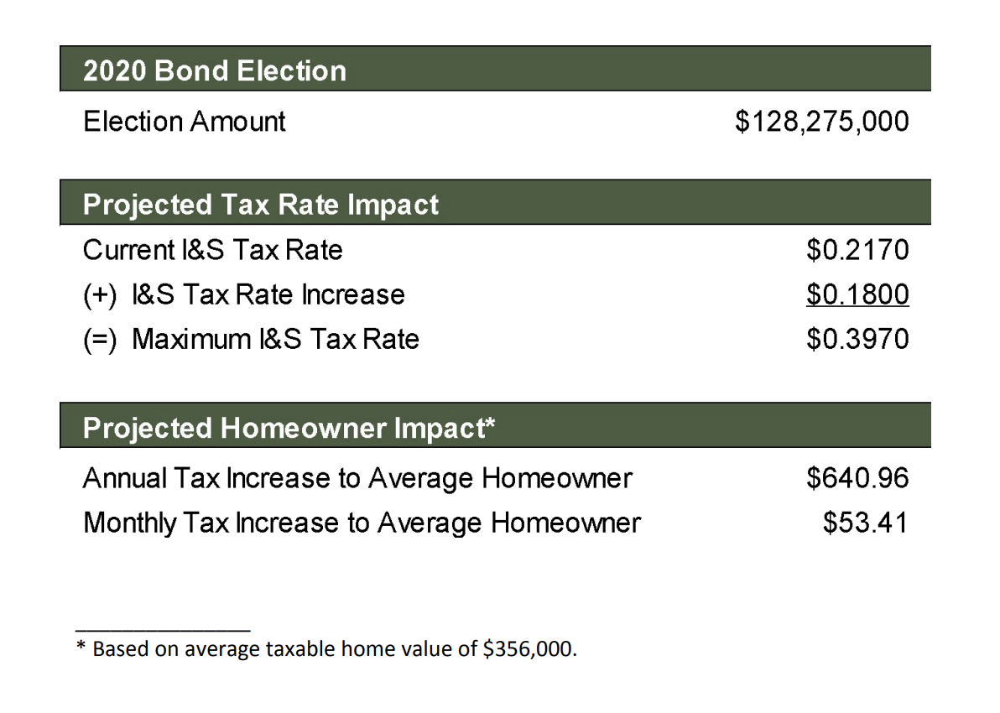 2020 Bond Election
Election Amount $128,275,000
Projected Tax Rate Impact
Current I&S Tax Rate $0.2170
(+) I&S Tax Rate Increase $0.1800
(=) Maximum I&S Tax Rate $0.3970
Projected Homeowner Impact*
Annual Tax Increase to Average Homeowner $640.96
Monthly Tax Increase to Average Homeowner $53.41
* Based on average taxable home value of $356,000.